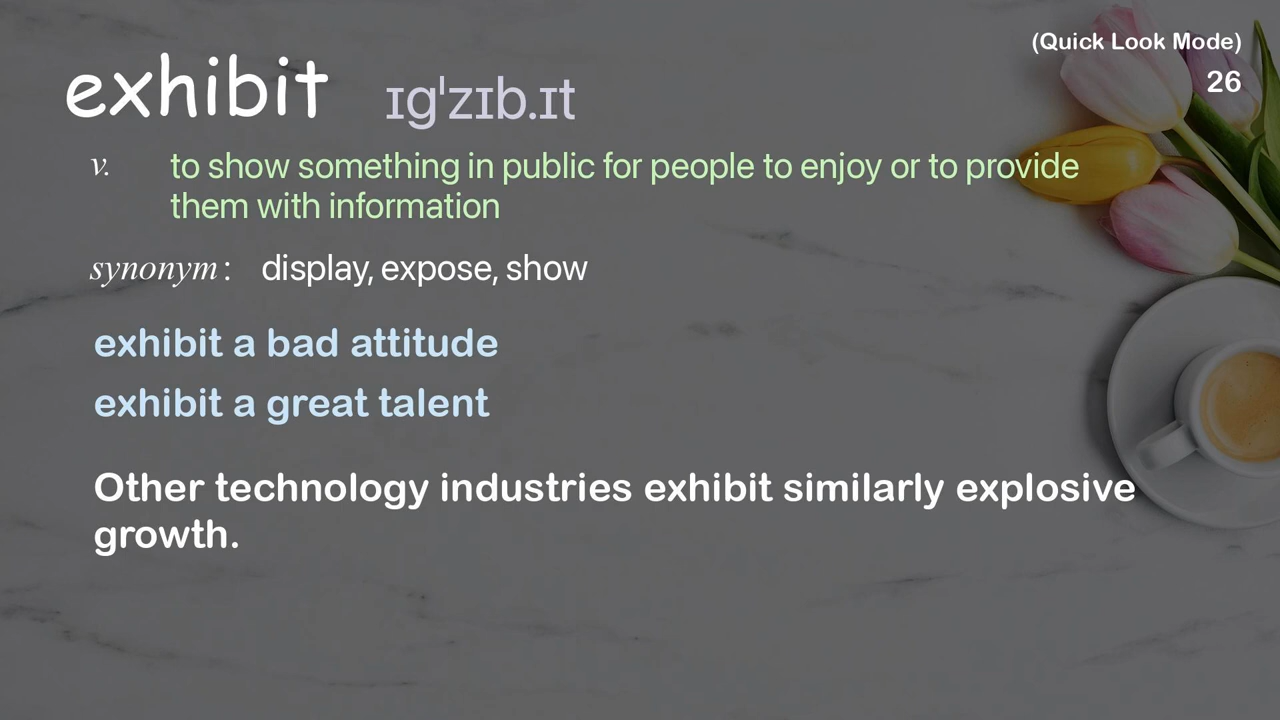 (Quick Look Mode)
26
exhibit ɪgˈzɪb.ɪt
v. to show something in public for people to enjoy or to provide
them with information
synonym: display, expose, show
exhibit a bad attitude
exhibit a great talent
Other technology industries exhibit similarly explosive
growth.